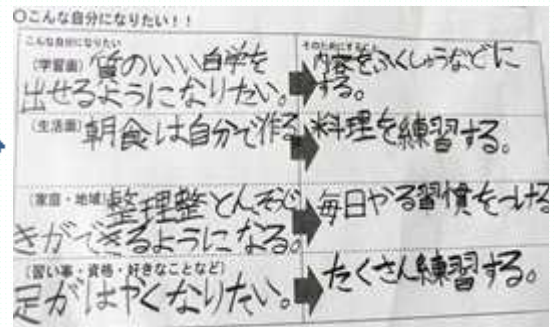 〇こんな自分になりたい！！
こんな自分になりたい
(学習面) 質のいい自学を
出せるようになりたい。
そのためにすること
内容をふくしゅうなどに
する。
(生活面) 朝食は自分で作る
料理を練習する。
(家庭・地域) 整理整とんそうじ
きができるようになる。
毎日やる習慣をつける
(習い事・資格・好きなことなど)
足がはやくなりたい。
たくさん練習する。